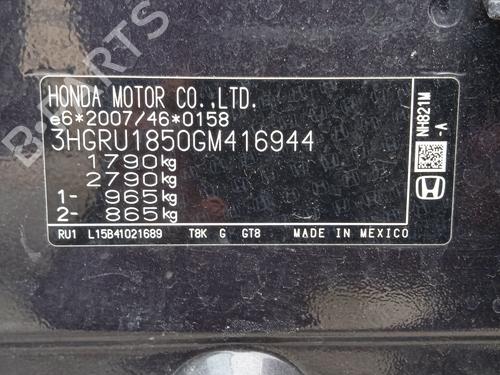 B-PARTS
HONDA MOTOR CO.,LTD.
e6*2007/46*0158
3HGRU1850GM416944
1790kg
2790kg
1- 965kg
2- 865kg
RU1 L15B41021689 T8K G GT8 MADE IN MEXICO
NH821M
-A